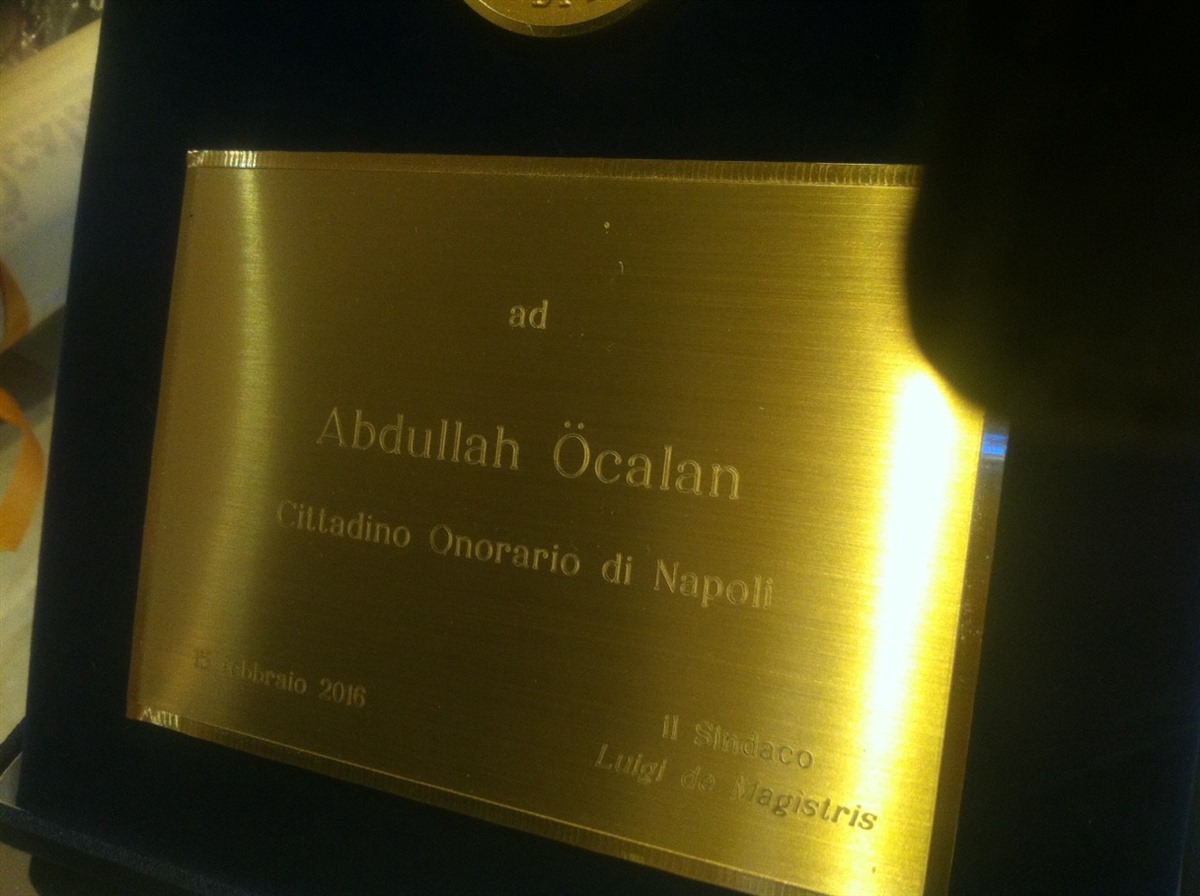 ad
Abdullah Öcalan
Cittadino Onorario di Napoli
15 febbraio 2016
il Sindaco
Luigi de Magistris